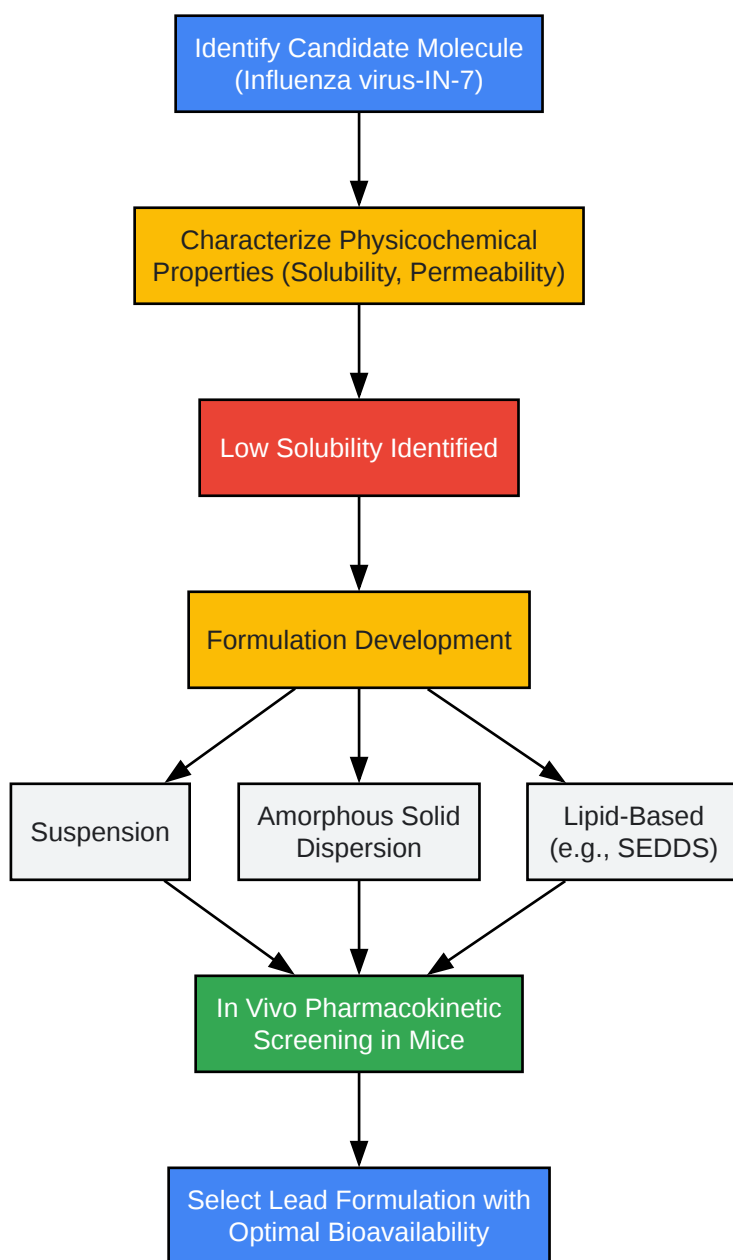 Identify Candidate Molecule
(Influenza virus-IN-7)
Characterize Physicochemical
Properties (Solubility, Permeability)
Low Solubility Identified
Formulation Development
Suspension
Amorphous Solid
Dispersion
Lipid-Based
(e.g., SEDDS)
In Vivo Pharmacokinetic
Screening in Mice
Select Lead Formulation with
Optimal Bioavailability